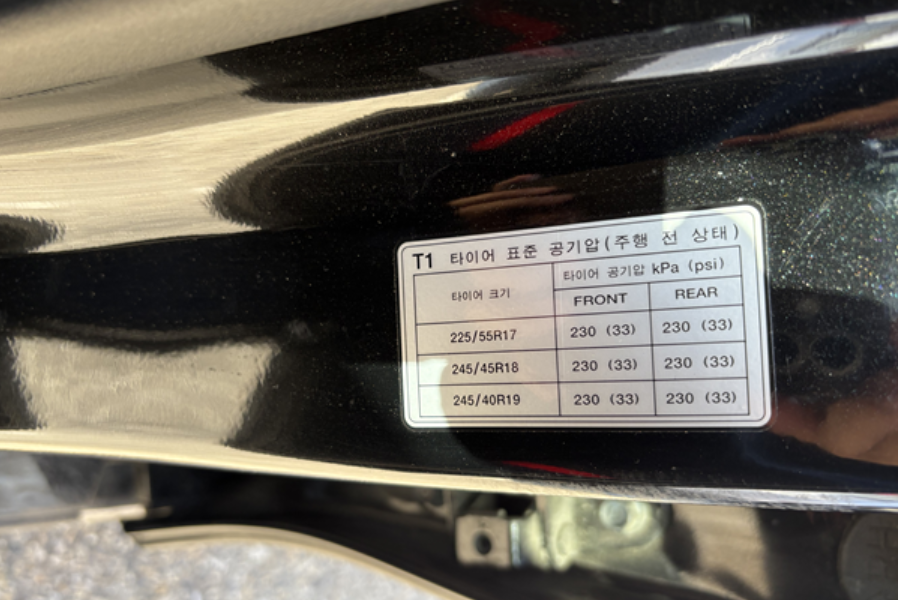 T1 타이어 표준 공기압(주행 전 상태)
타이어 크기 타이어 공기압 kPa (psi)
FRONT REAR
225/55R17 230 (33) 230 (33)
245/45R18 230 (33) 230 (33)
245/40R19 230 (33) 230 (33)